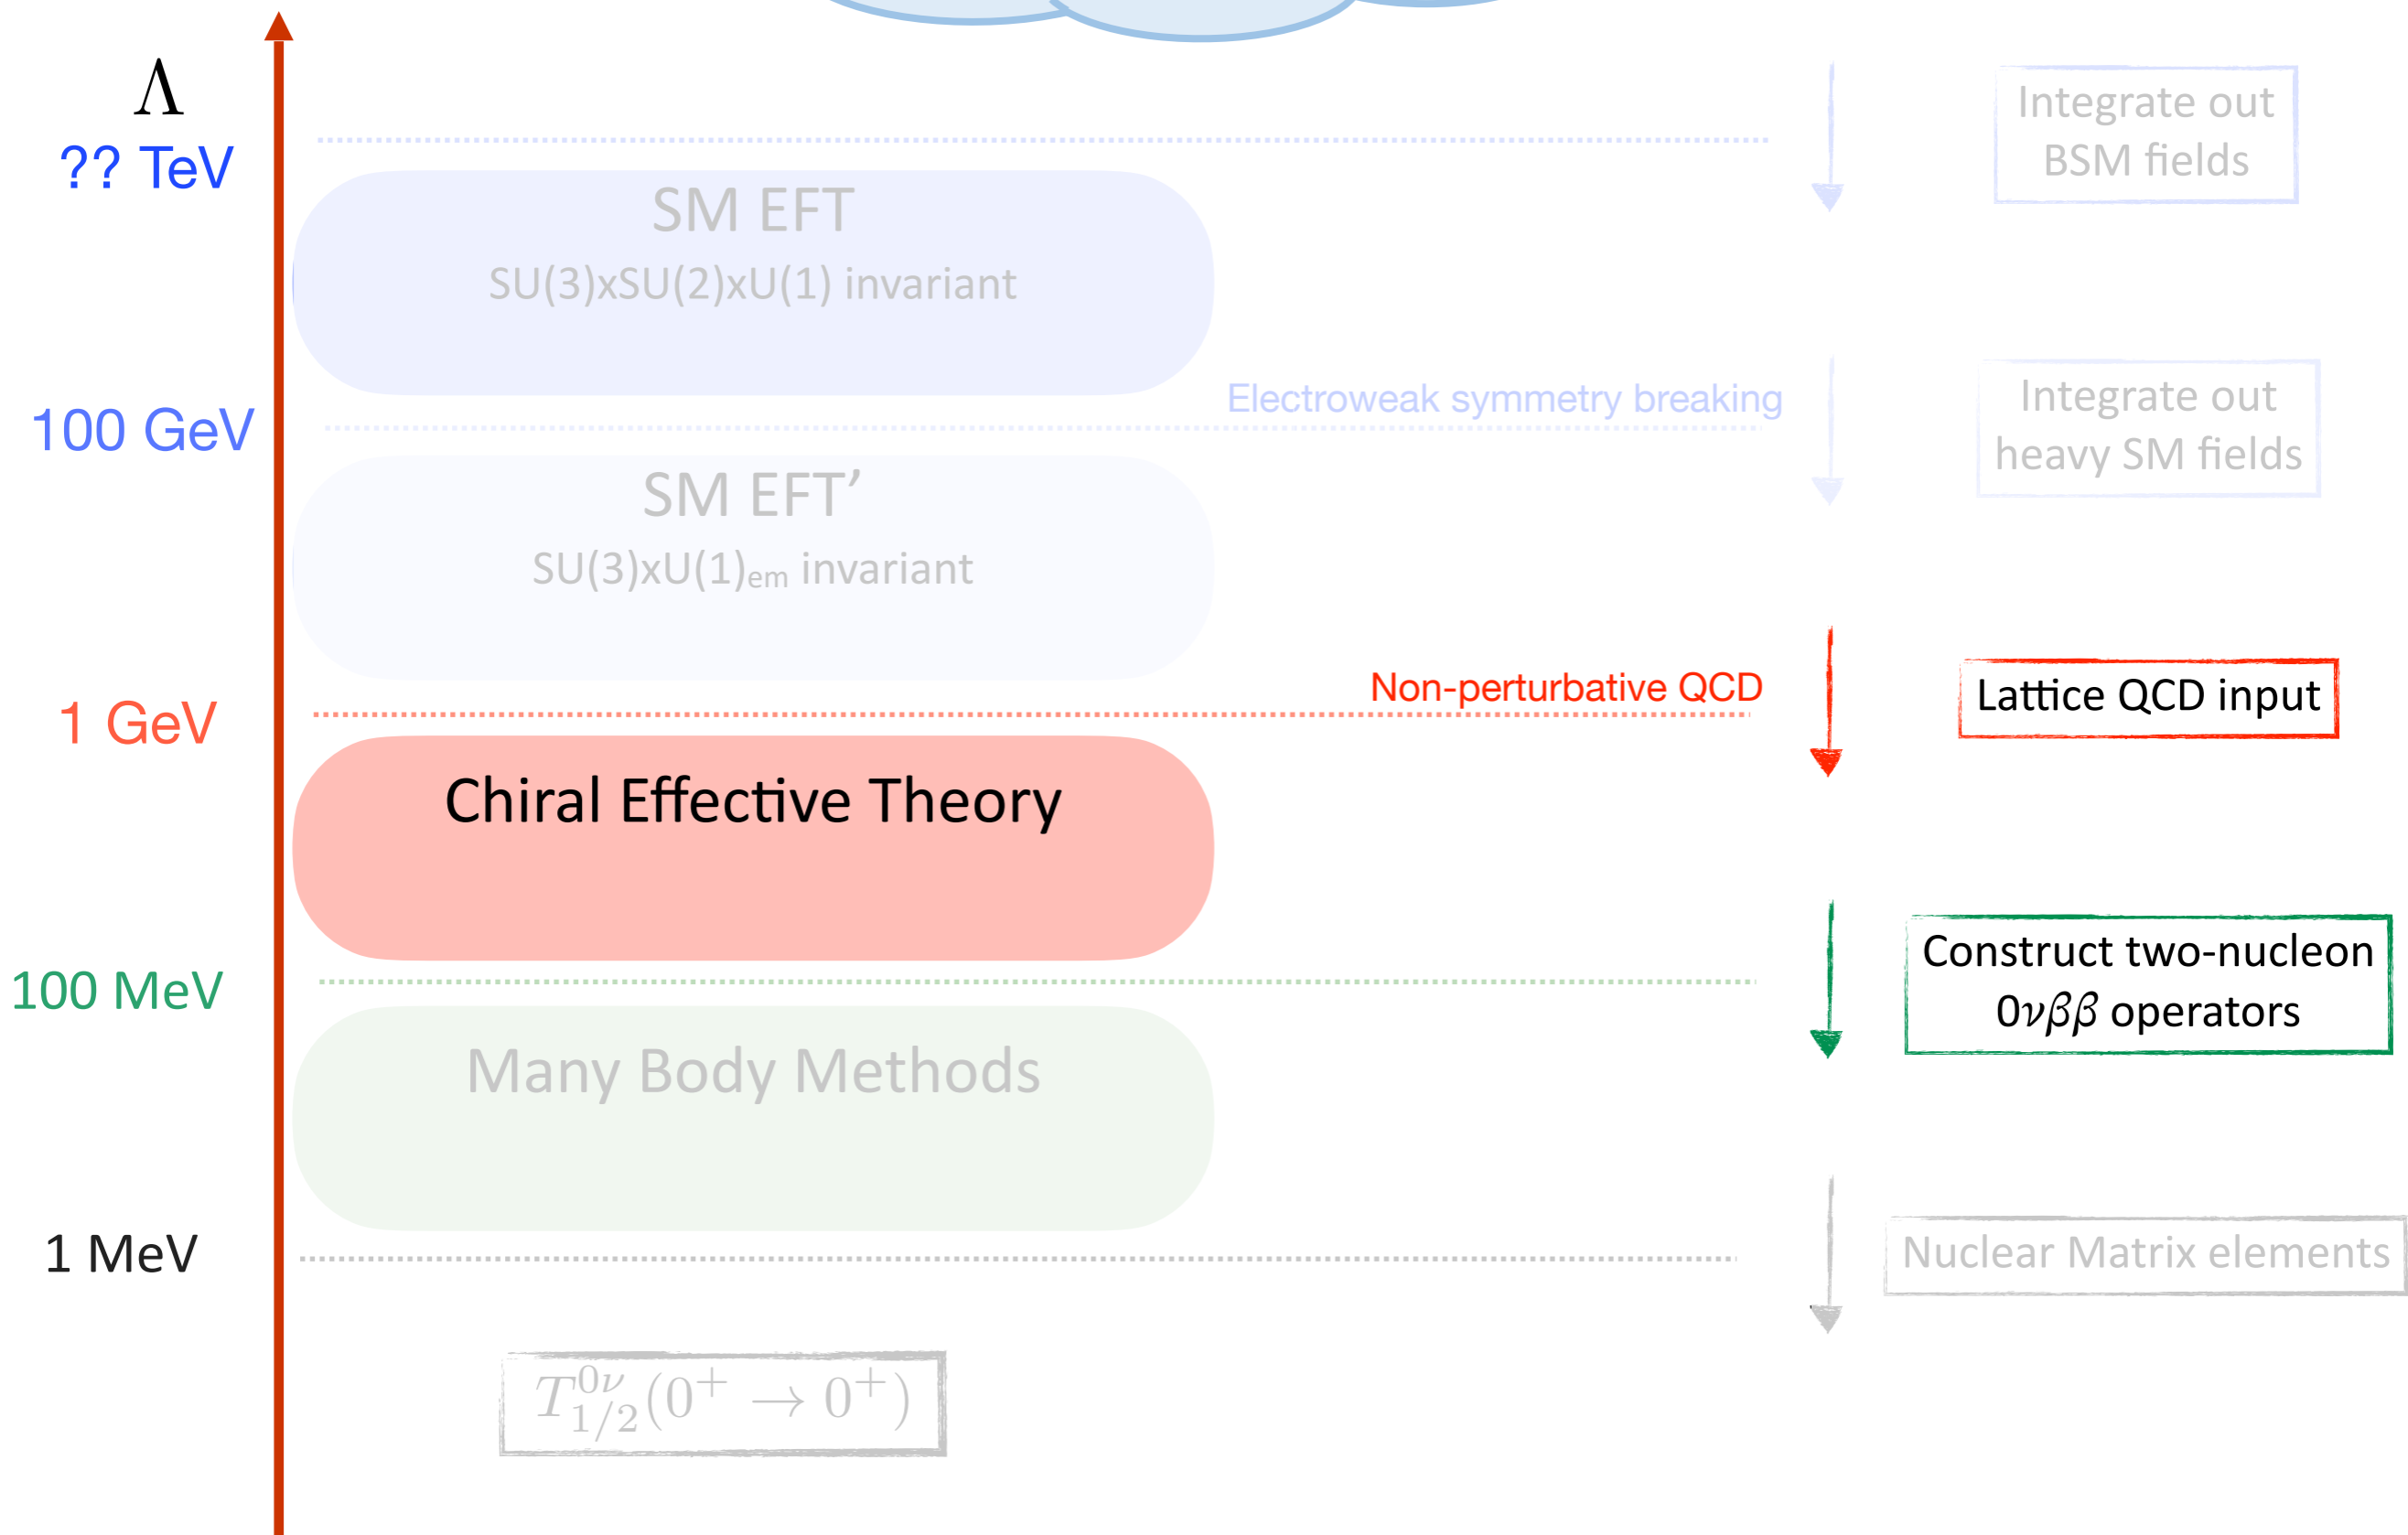 Λ
?? TeV
Integrate out
BSM fields
SM EFT
SU(3)xSU(2)xU(1) invariant
100 GeV
Electroweak symmetry breaking
Integrate out
heavy SM fields
SM EFT’
SU(3)xU(1)em invariant
1 GeV
Non-perturbative QCD
Lattice QCD input
Chiral Effective Theory
100 MeV
Construct two-nucleon
0νββ operators
Many Body Methods
1 MeV
Nuclear Matrix elements
T^{0ν}_{1/2}(0^+ → 0^+)